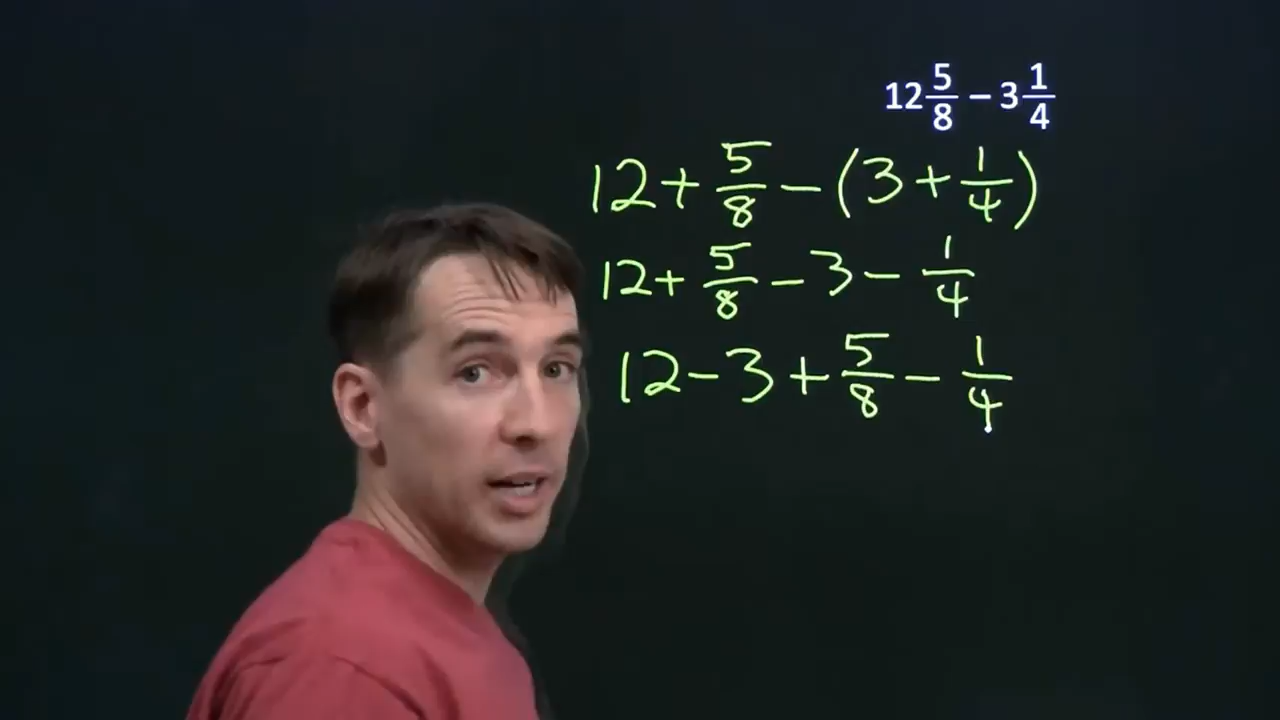 12 5/8 – 3 1/4
12 + 5/8 – (3 + 1/4)
12 + 5/8 – 3 – 1/4
12 – 3 + 5/8 – 1/4